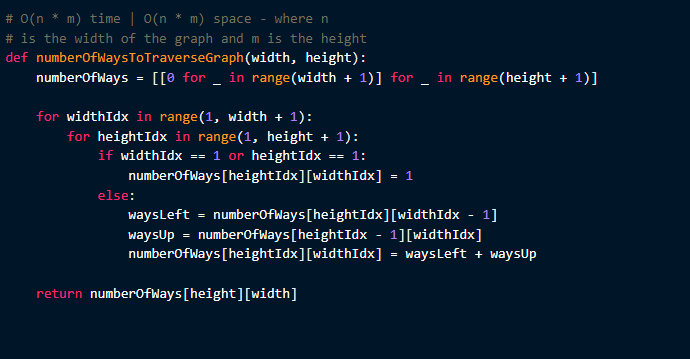 # O(n * m) time | O(n * m) space - where n
# is the width of the graph and m is the height
def numberOfWaysToTraverseGraph(width, height):
    numberOfWays = [[0 for _ in range(width + 1)] for _ in range(height + 1)]

    for widthIdx in range(1, width + 1):
        for heightIdx in range(1, height + 1):
            if widthIdx == 1 or heightIdx == 1:
                numberOfWays[heightIdx][widthIdx] = 1
            else:
                waysLeft = numberOfWays[heightIdx][widthIdx - 1]
                waysUp = numberOfWays[heightIdx - 1][widthIdx]
                numberOfWays[heightIdx][widthIdx] = waysLeft + waysUp

    return numberOfWays[height][width]